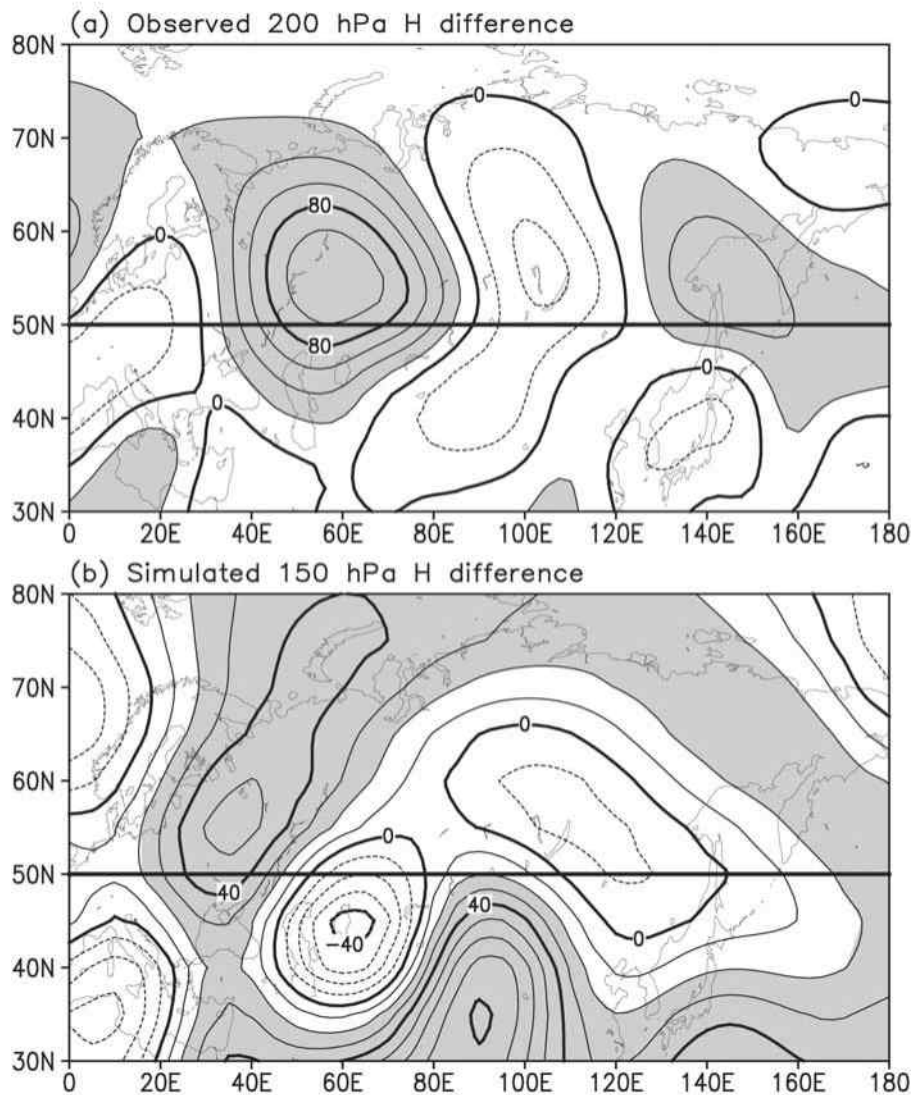 (a) Observed 200 hPa H difference
80N
70N
60N
50N
40N
30N
0
0
0
0
0
80
80
0 20E 40E 60E 80E 100E 120E 140E 160E 180
(b) Simulated 150 hPa H difference
80N
70N
60N
50N
40N
30N
0
0
40
40
-40
0
0 20E 40E 60E 80E 100E 120E 140E 160E 180